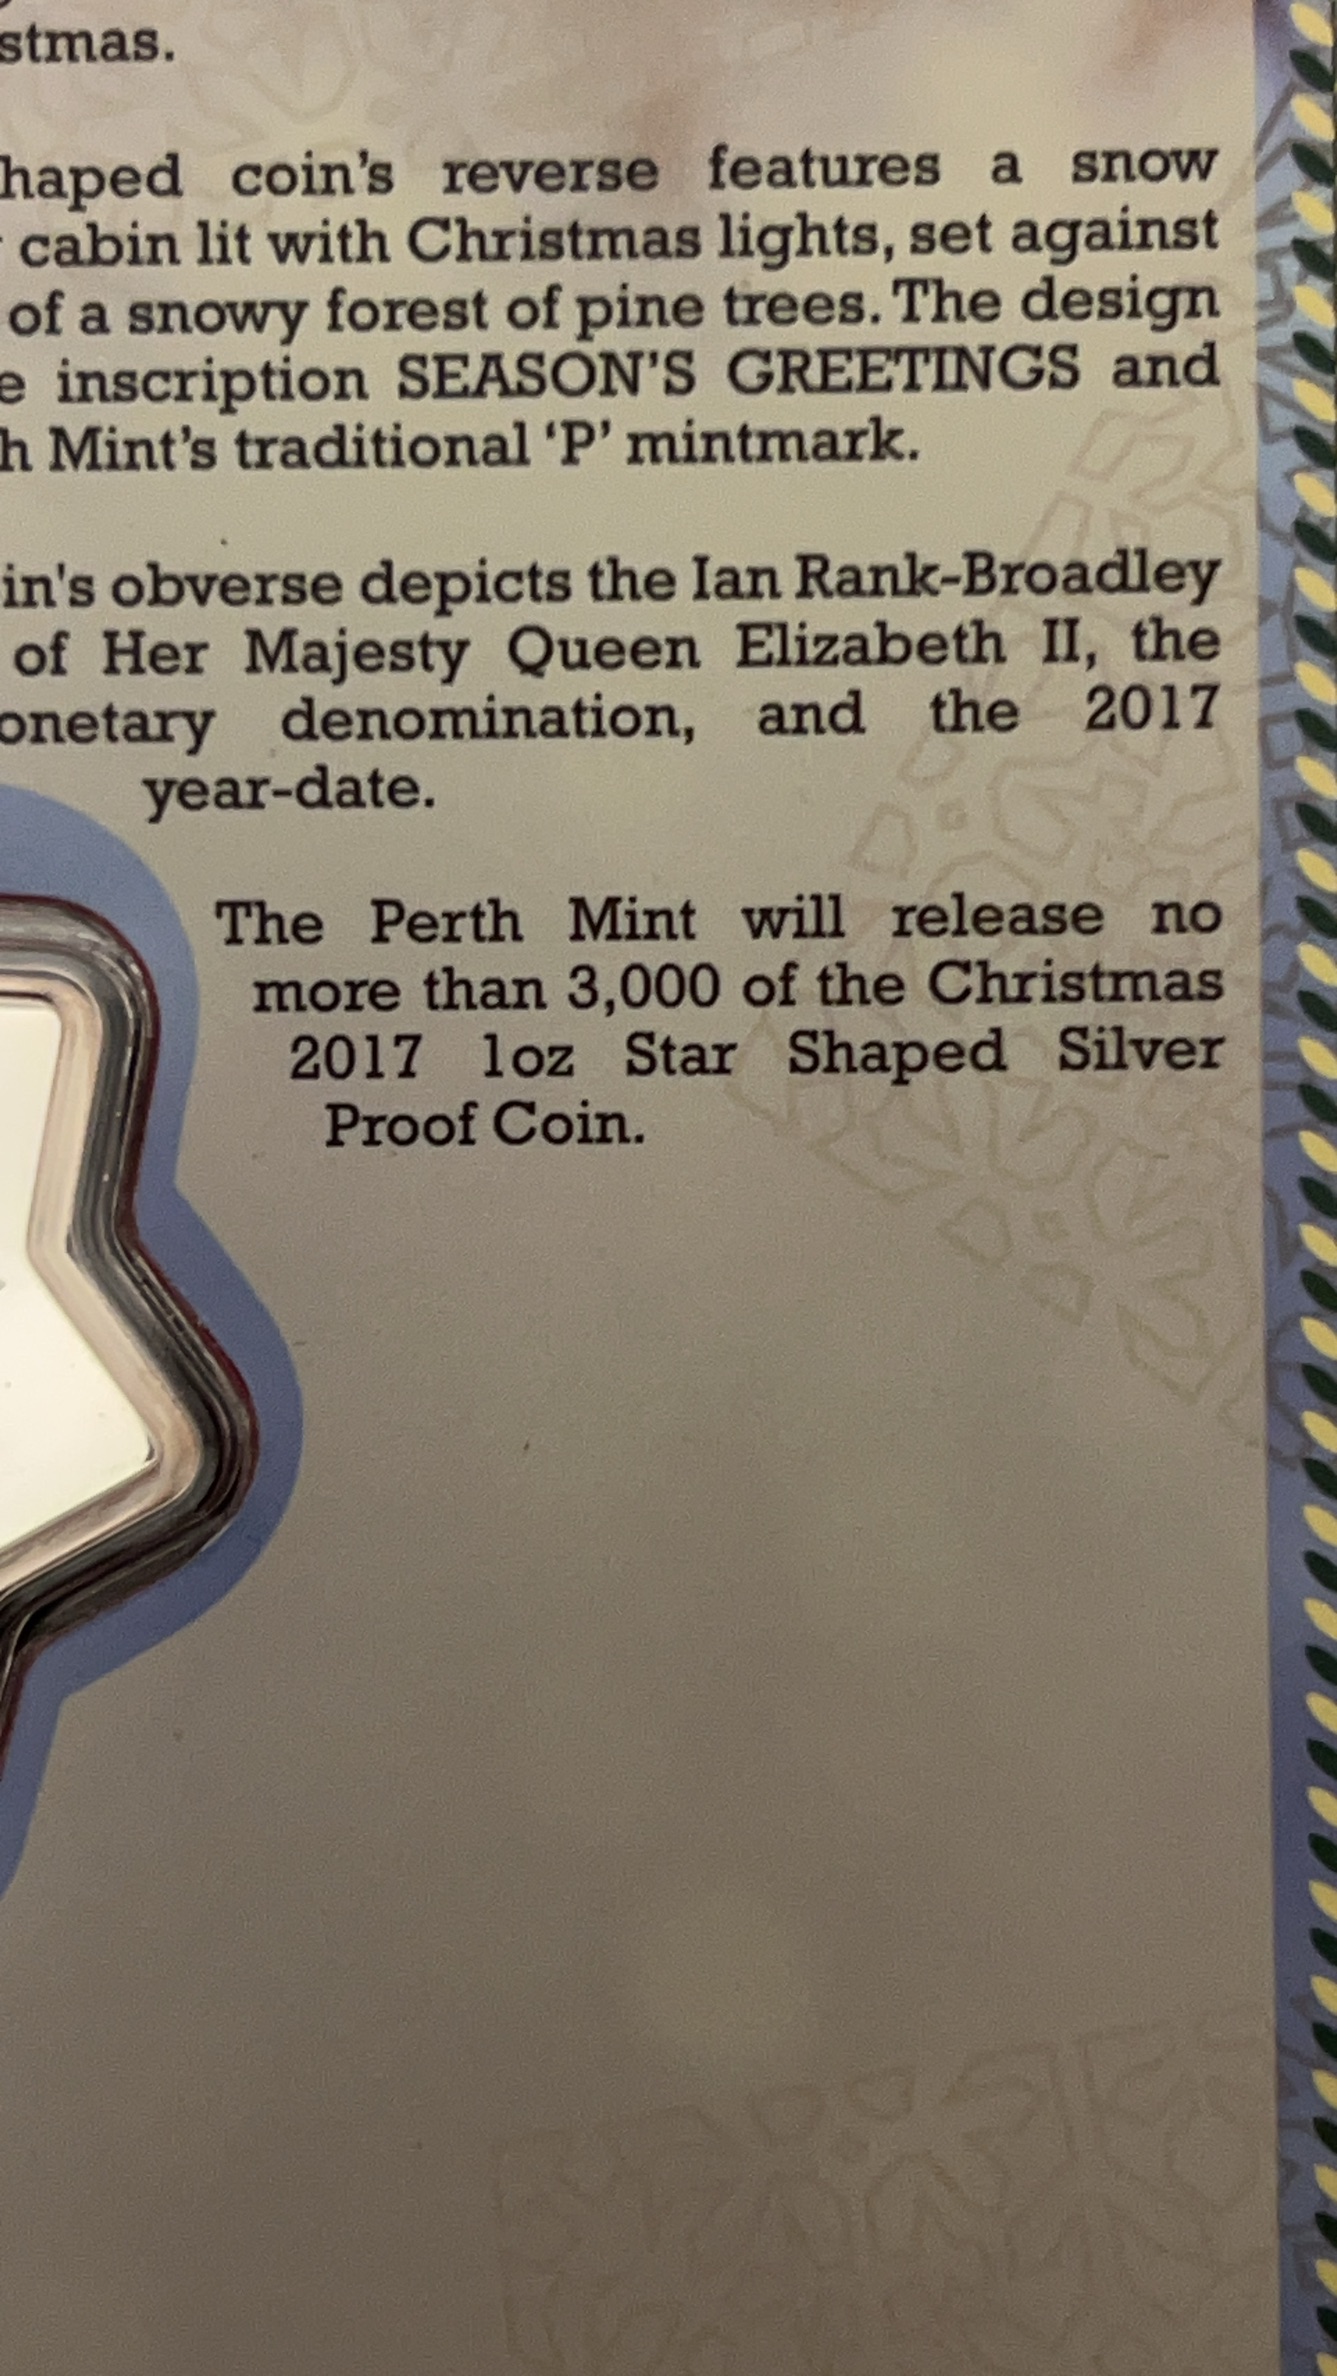 stmas.
haped coin's reverse features a snow
cabin lit with Christmas lights, set against
of a snowy forest of pine trees. The design
e inscription SEASON'S GREETINGS and
h Mint's traditional ‘P’ mintmark.
in's obverse depicts the Ian Rank-Broadley
of Her Majesty Queen Elizabeth II, the
onetary denomination, and the 2017
year-date.
The Perth Mint will release no
more than 3,000 of the Christmas
2017 1oz Star Shaped Silver
Proof Coin.